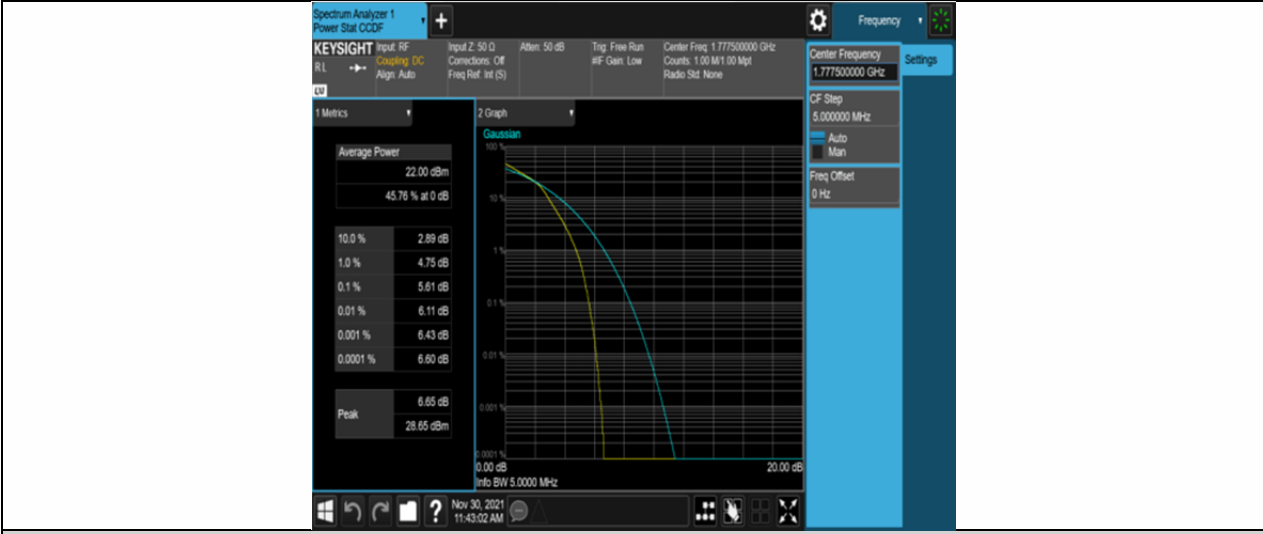 Spectrum Analyzer 1
Power Stat CCDF
+
Frequency
KEYSIGHT
RL
LW
Input: RF
Coupling: DC
Align: Auto
Input Z: 50 Ω
Corrections: Off
Freq Ref: Int (S)
Atten: 50 dB
Trig: Free Run
#IF Gain: Low
Center Freq: 1.777500000 GHz
Counts: 1.00 M/1.00 Mpt
Radio Std: None
Center Frequency
1.777500000 GHz
Settings
CF Step
5.000000 MHz
Auto
Man
Freq Offset
0 Hz
1 Metrics
Average Power
22.00 dBm
45.76 % at 0 dB
10.0 % 2.89 dB
1.0 % 4.75 dB
0.1 % 5.61 dB
0.01 % 6.11 dB
0.001 % 6.43 dB
0.0001 % 6.60 dB
Peak
6.65 dB
28.65 dBm
2 Graph
Gaussian
100 %
10 %
1 %
0.1 %
0.01 %
0.001 %
0.0001 %
0.00 dB 20.00 dB
Info BW 5.0000 MHz
?
Nov 30, 2021
11:43:02 AM